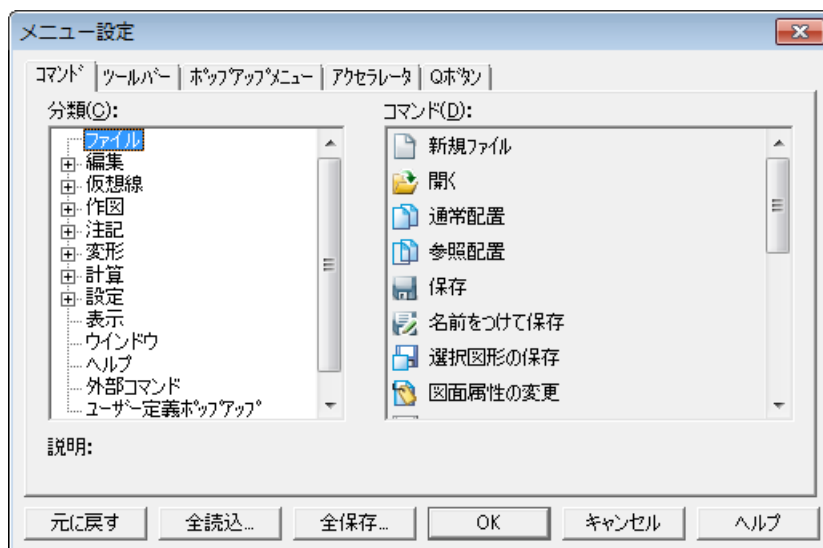 メニュー設定
コマンド ツールバー ポップアップメニュー アクセラレータ Qボタン
分類(C):
ファイル
編集
仮想線
作図
注記
変形
計算
設定
表示
ウインドウ
ヘルプ
外部コマンド
ユーザー定義ポップアップ
コマンド(D):
新規ファイル
開く
通常配置
参照配置
保存
名前をつけて保存
選択図形の保存
図面属性の変更
説明:
元に戻す 全読込... 全保存... OK キャンセル ヘルプ